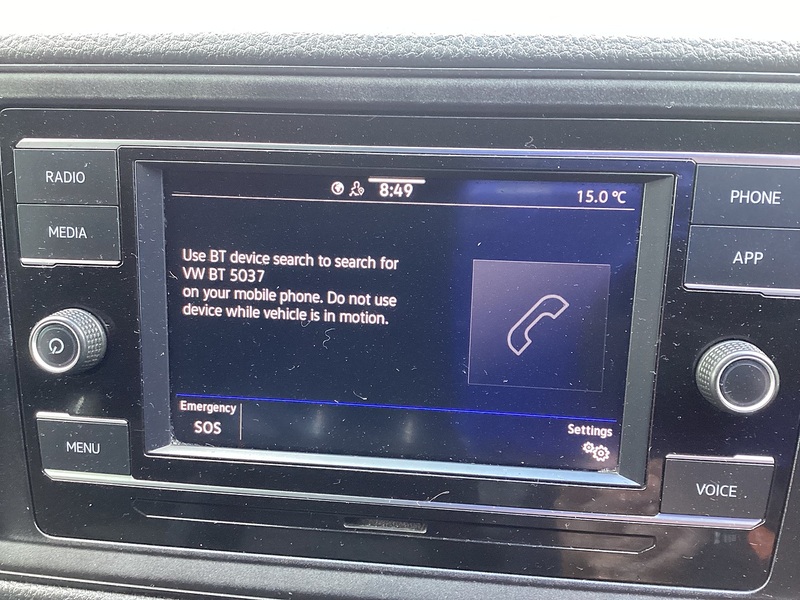 RADIO
MEDIA
MENU
8:49
15.0 °C
Use BT device search to search for
VW BT 5037
on your mobile phone. Do not use
device while vehicle is in motion.
Emergency
SOS
Settings
PHONE
APP
VOICE